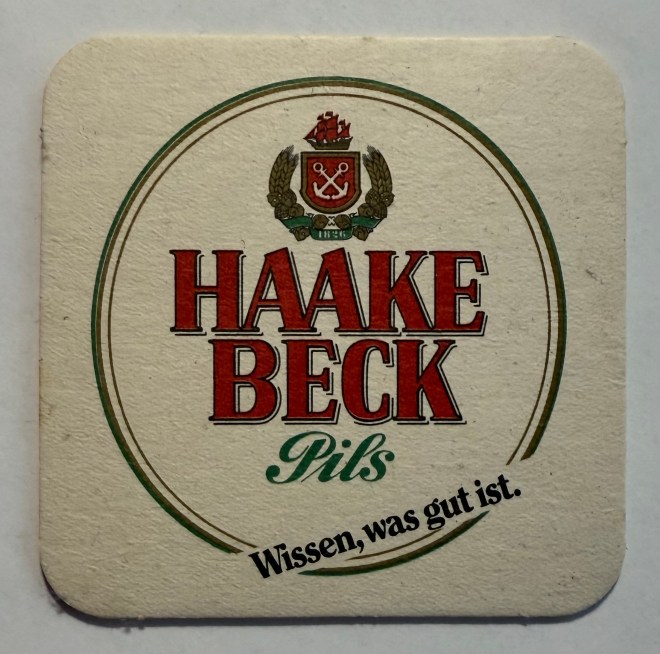 1826
HAAKE
BECK
Pils
Wissen, was gut ist.